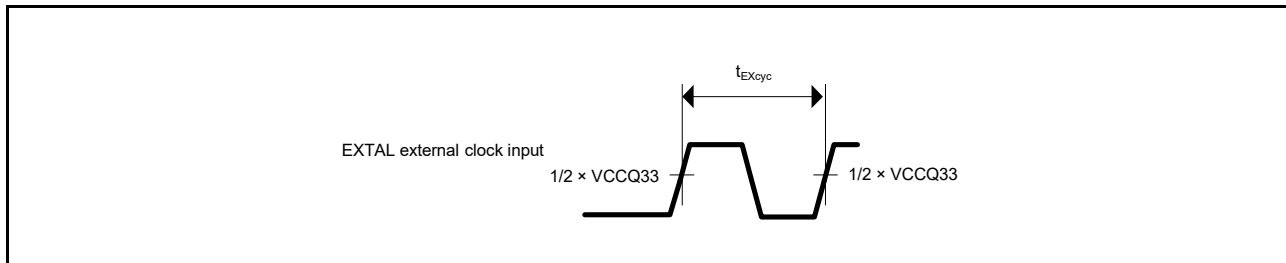 tEXcyc
EXTAL external clock input
1/2 × VCCQ33
1/2 × VCCQ33